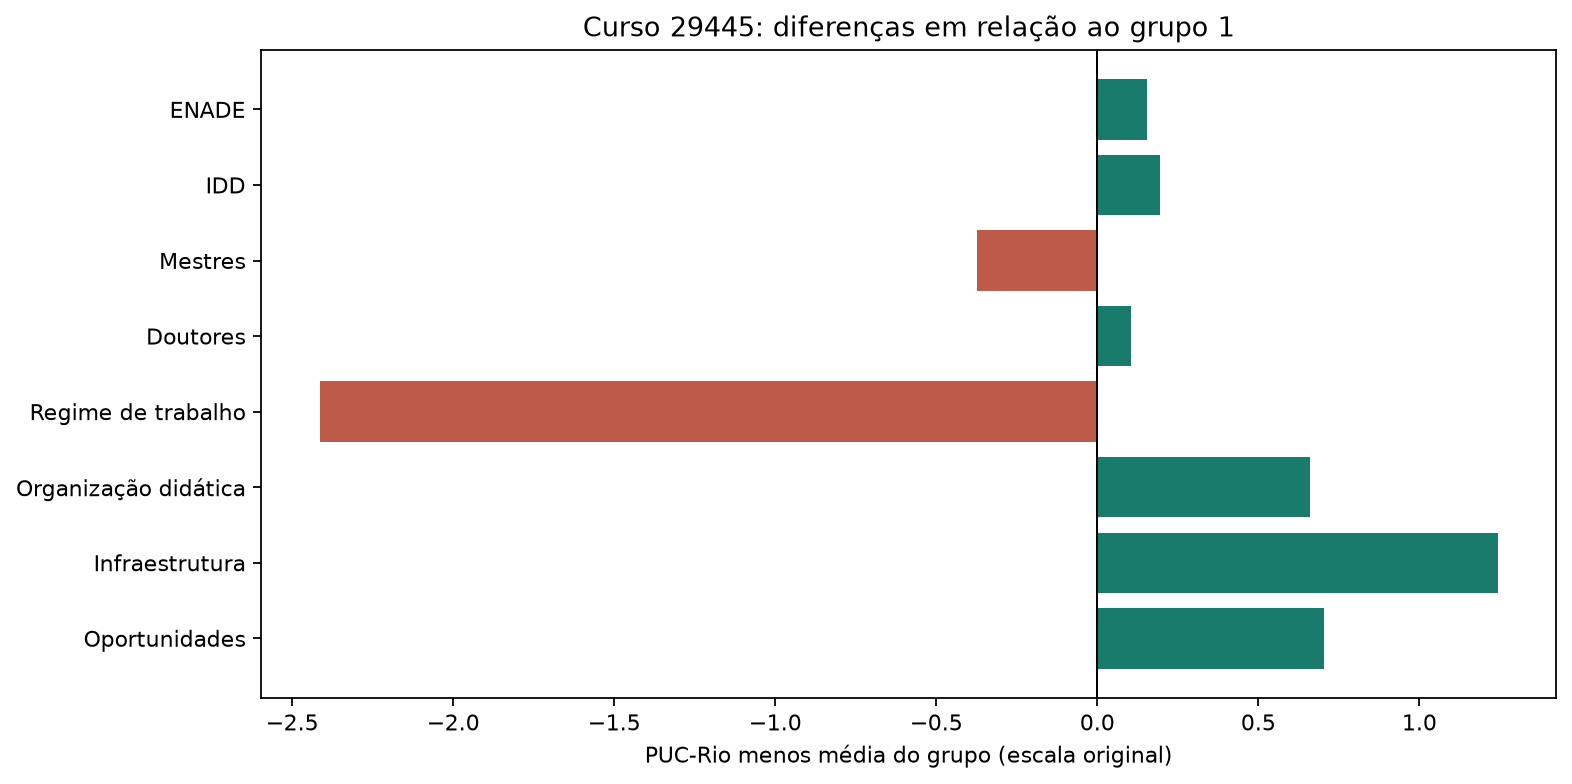 Curso 29445: diferenças em relação ao grupo 1
ENADE
IDD
Mestres
Doutores
Regime de trabalho
Organização didática
Infraestrutura
Oportunidades
−2.5 −2.0 −1.5 −1.0 −0.5 0.0 0.5 1.0
PUC-Rio menos média do grupo (escala original)